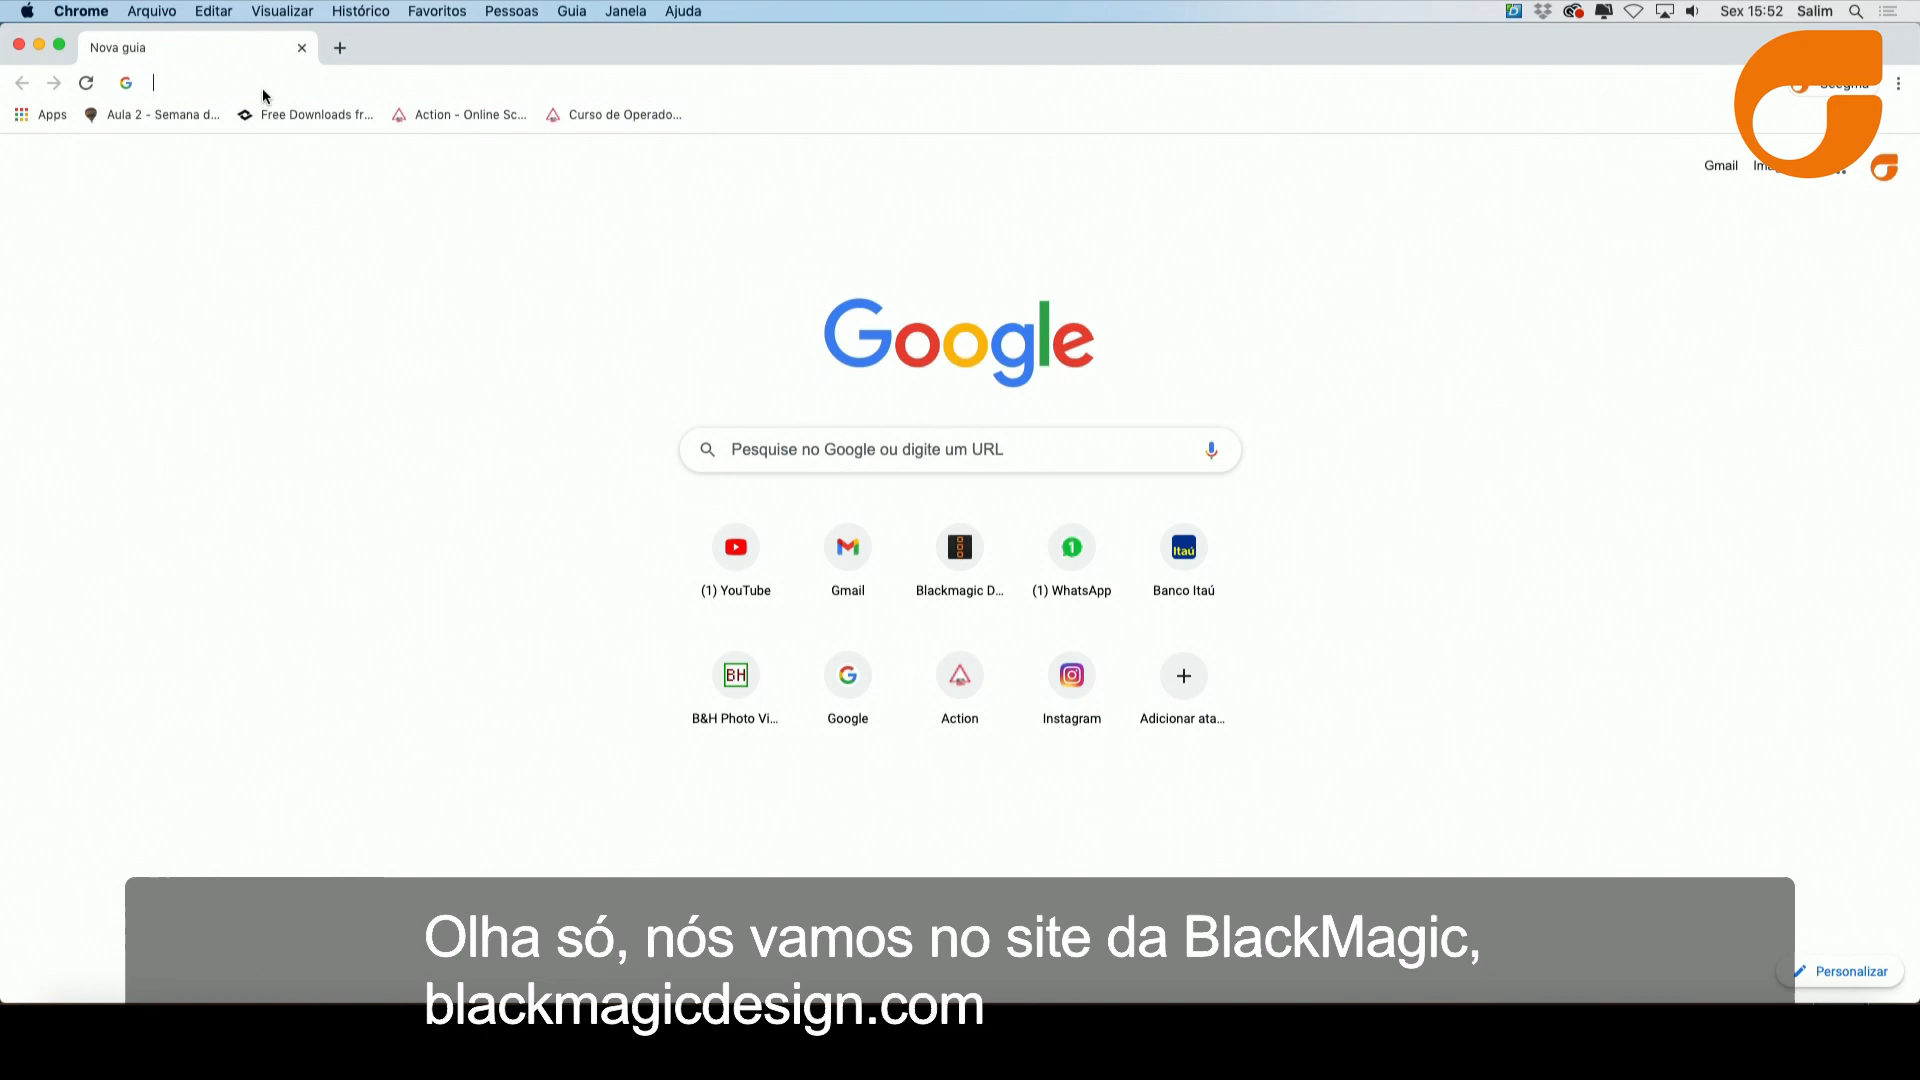 Chrome Arquivo Editar Visualizar Histórico Favoritos Pessoas Guia Janela Ajuda Sex 15:52 Salim
Nova guia
Apps Aula 2 - Semana d... Free Downloads fr... Action - Online Sc... Curso de Operado...
Gmail
Google
Pesquise no Google ou digite um URL
Itaú
(1) YouTube Gmail Blackmagic D... (1) WhatsApp Banco Itaú
BH
B&H Photo Vi... Google Action Instagram Adicionar ata...
Olha só, nós vamos no site da BlackMagic,
blackmagicdesign.com
Personalizar